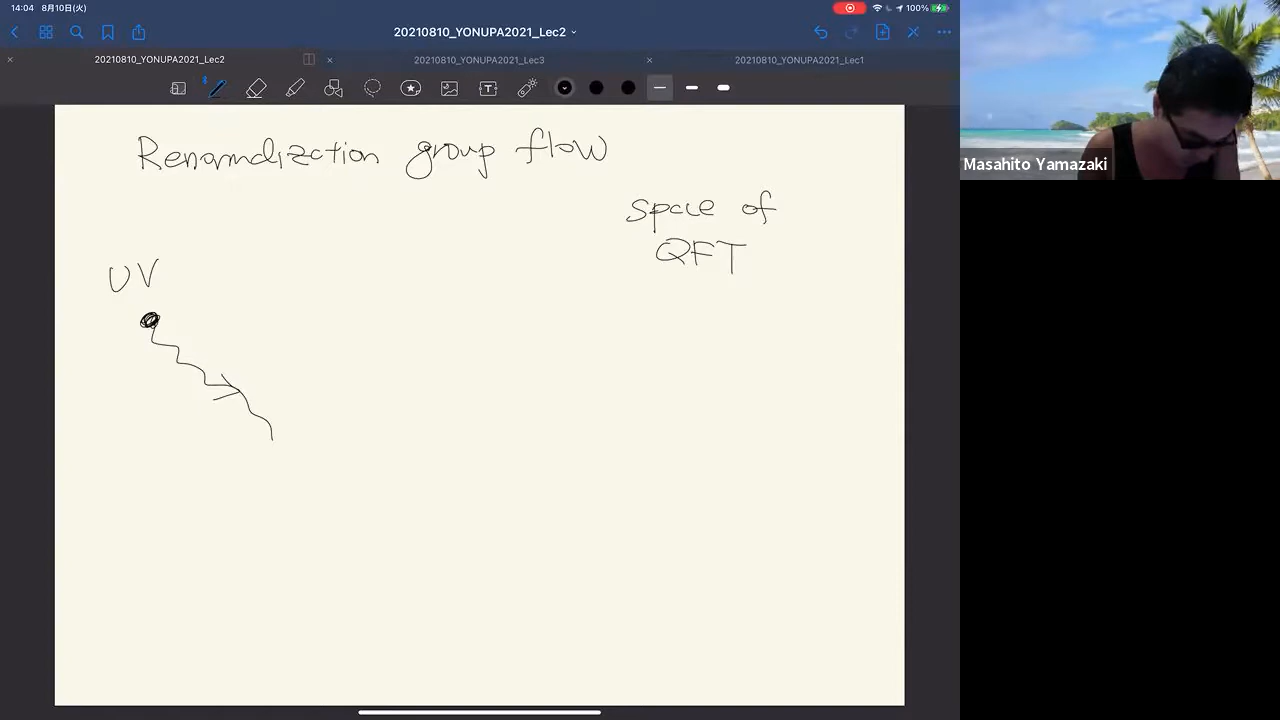 14:04 8月10日(火)
100%
20210810_YONUPA2021_Lec2
20210810_YONUPA2021_Lec2
20210810_YONUPA2021_Lec3
20210810_YONUPA2021_Lec1
Renormalization group flow
space of
QFT
UV
Masahito Yamazaki